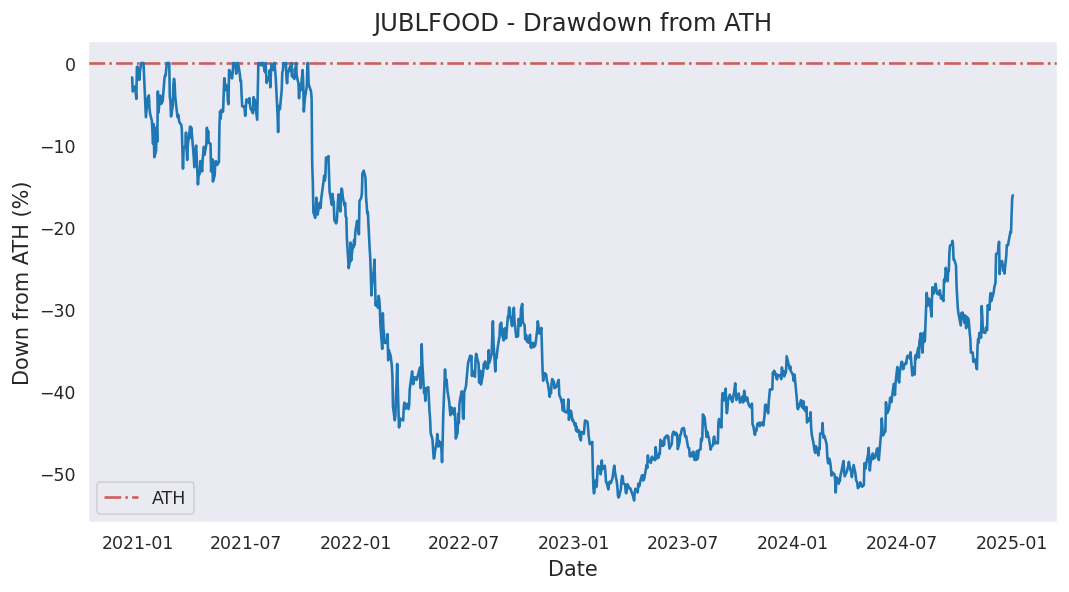 JUBLFOOD - Drawdown from ATH
Down from ATH (%)
0
−10
−20
−30
−40
−50
ATH
2021-01 2021-07 2022-01 2022-07 2023-01 2023-07 2024-01 2024-07 2025-01
Date